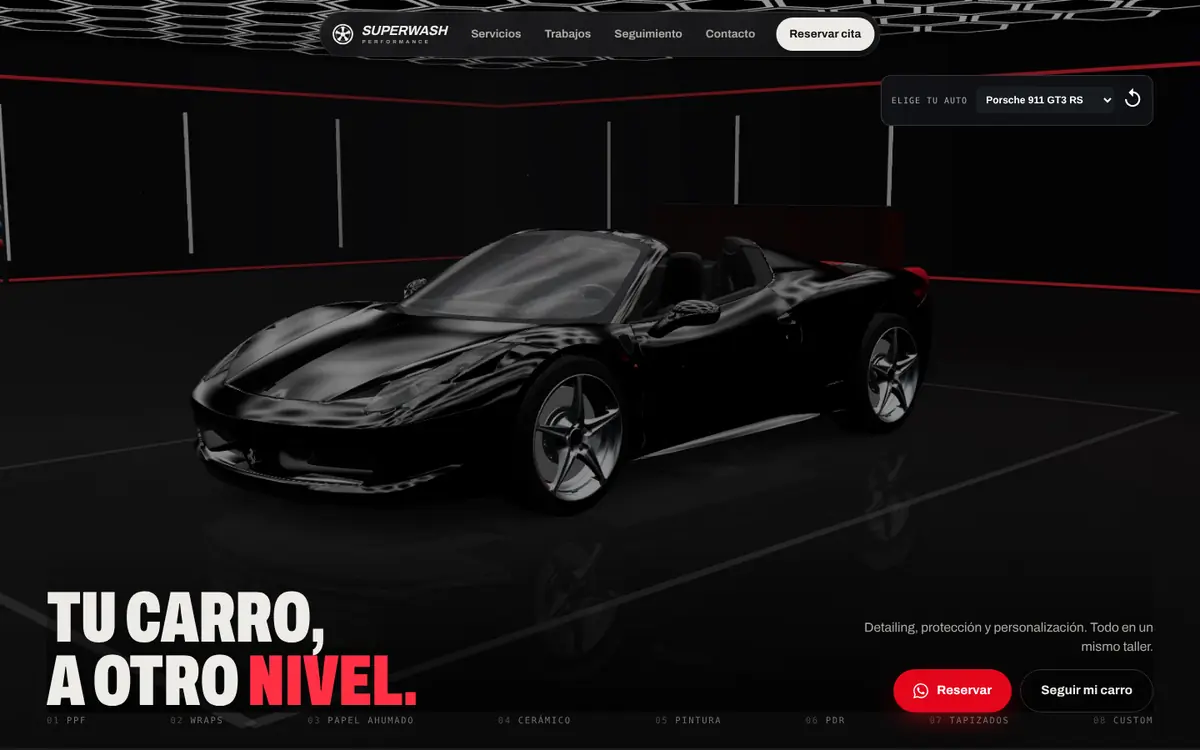 SUPERWASH
PERFORMANCE
Servicios
Trabajos
Seguimiento
Contacto
Reservar cita
ELIGE TU AUTO
Porsche 911 GT3 RS
TU CARRO,
A OTRO NIVEL.
Detailing, protección y personalización. Todo en un
mismo taller.
Reservar
Seguir mi carro
01 PPF
02 WRAPS
03 PAPEL AHUMADO
04 CERÁMICO
05 PINTURA
06 PDR
07 TAPIZADOS
08 CUSTOM